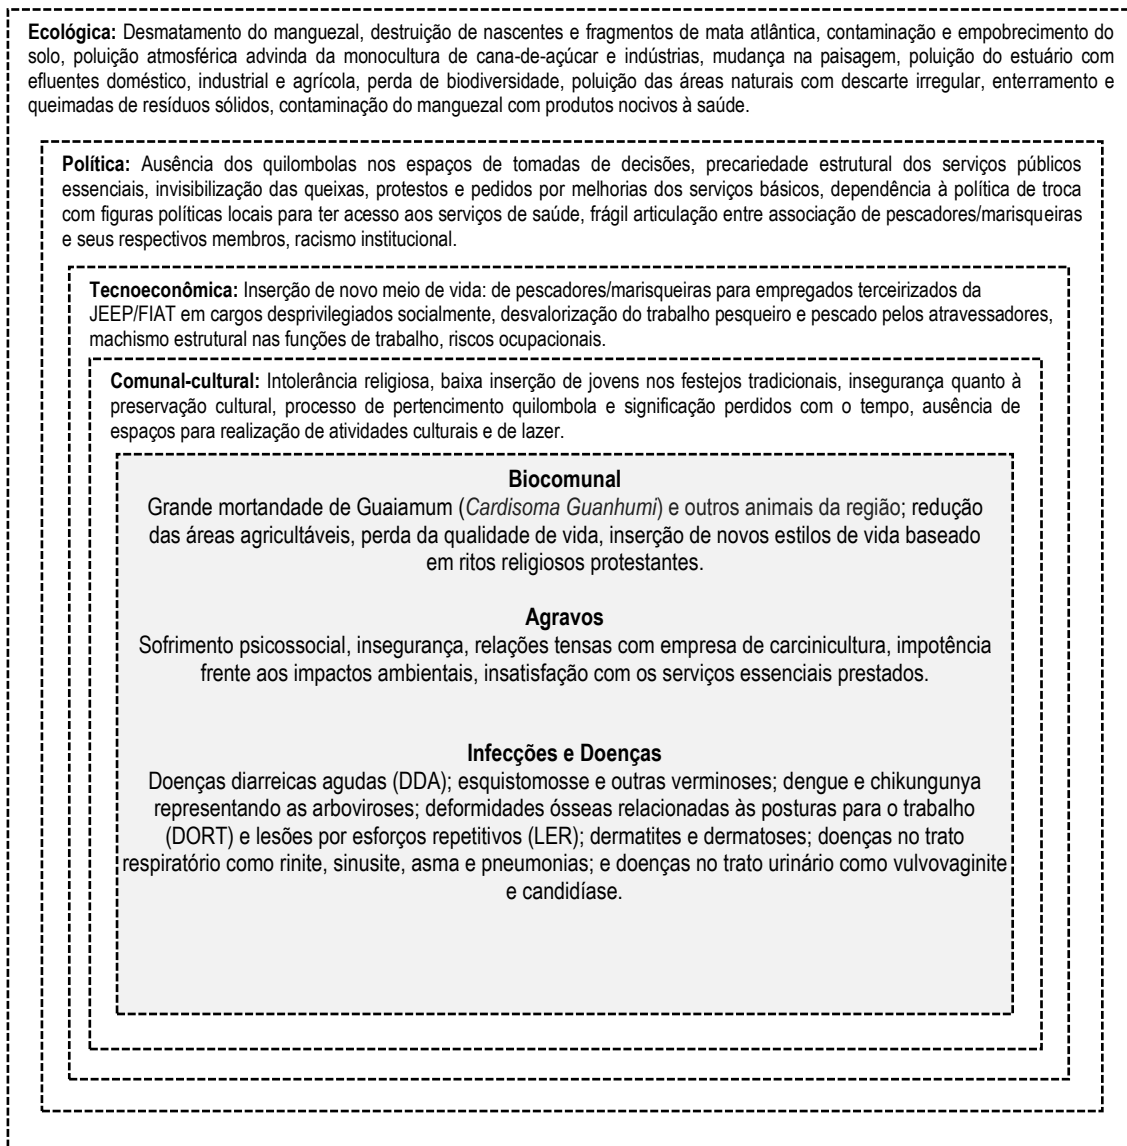 Ecológica: Desmatamento do manguezal, destruição de nascentes e fragmentos de mata atlântica, contaminação e empobrecimento do
solo, poluição atmosférica advinda da monocultura de cana-de-açúcar e indústrias, mudança na paisagem, poluição do estuário com
efluentes doméstico, industrial e agrícola, perda de biodiversidade, poluição das áreas naturais com descarte irregular, enterramento e
queimadas de resíduos sólidos, contaminação do manguezal com produtos nocivos à saúde.
Política: Ausência dos quilombolas nos espaços de tomadas de decisões, precariedade estrutural dos serviços públicos
essenciais, invisibilização das queixas, protestos e pedidos por melhorias dos serviços básicos, dependência à política de troca
com figuras políticas locais para ter acesso aos serviços de saúde, frágil articulação entre associação de pescadores/marisqueiras
e seus respectivos membros, racismo institucional.
Tecnoeconômica: Inserção de novo meio de vida: de pescadores/marisqueiras para empregados terceirizados da
JEEP/FIAT em cargos desprivilegiados socialmente, desvalorização do trabalho pesqueiro e pescado pelos atravessadores,
machismo estrutural nas funções de trabalho, riscos ocupacionais.
Comunal-cultural: Intolerância religiosa, baixa inserção de jovens nos festejos tradicionais, insegurança quanto à
preservação cultural, processo de pertencimento quilombola e significação perdidos com o tempo, ausência de
espaços para realização de atividades culturais e de lazer.
Biocomunal
Grande mortandade de Guaiamum (Cardisoma Guanhumi) e outros animais da região; redução
das áreas agricultáveis, perda da qualidade de vida, inserção de novos estilos de vida baseado
em ritos religiosos protestantes.
Agravos
Sofrimento psicossocial, insegurança, relações tensas com empresa de carcinicultura, impotência
frente aos impactos ambientais, insatisfação com os serviços essenciais prestados.
Infecções e Doenças
Doenças diarreicas agudas (DDA); esquistomosse e outras verminoses; dengue e chikungunya
representando as arboviroses; deformidades ósseas relacionadas às posturas para o trabalho
(DORT) e lesões por esforços repetitivos (LER); dermatites e dermatoses; doenças no trato
respiratório como rinite, sinusite, asma e pneumonias; e doenças no trato urinário como vulvovaginite
e candidíase.